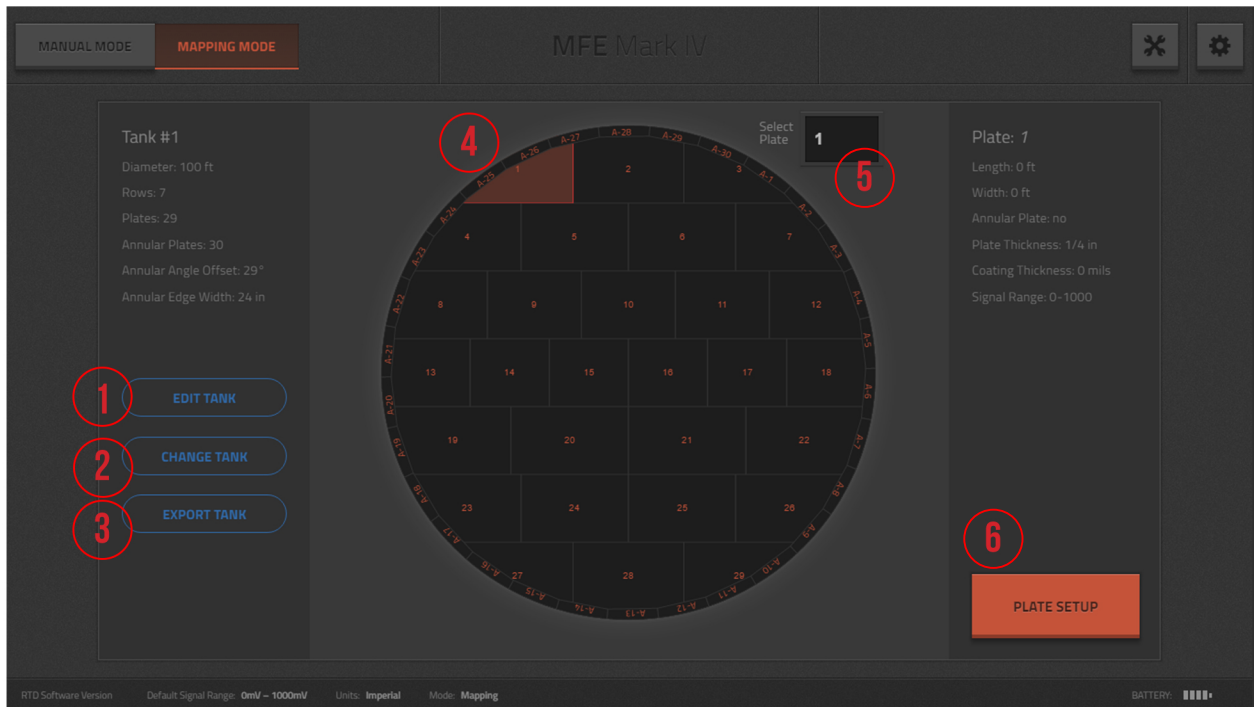 MANUAL MODE
MAPPING MODE
MFE Mark IV
Tank #1
Diameter: 100 ft
Rows: 7
Plates: 29
Annular Plates: 30
Annular Angle Offset: 29°
Annular Edge Width: 24 in
1
EDIT TANK
2
CHANGE TANK
3
EXPORT TANK
4
Select
Plate
1
5
A-28
A-29
A-30
A-1
A-2
A-3
A-4
A-5
A-6
A-7
A-8
A-9
A-10
A-11
A-12
A-13
A-14
A-15
A-16
A-17
A-18
A-19
A-20
A-21
A-22
A-23
A-24
A-25
A-26
A-27
1 2 3
4 5 6 7
8 9 10 11 12
13 14 15 16 17 18
19 20 21 22
23 24 25 26
27 28 29
Plate: 1
Length: 0 ft
Width: 0 ft
Annular Plate: no
Plate Thickness: 1/4 in
Coating Thickness: 0 mils
Signal Range: 0-1000
6
PLATE SETUP
RTD Software Version Default Signal Range: 0mV – 1000mV Units: Imperial Mode: Mapping BATTERY: